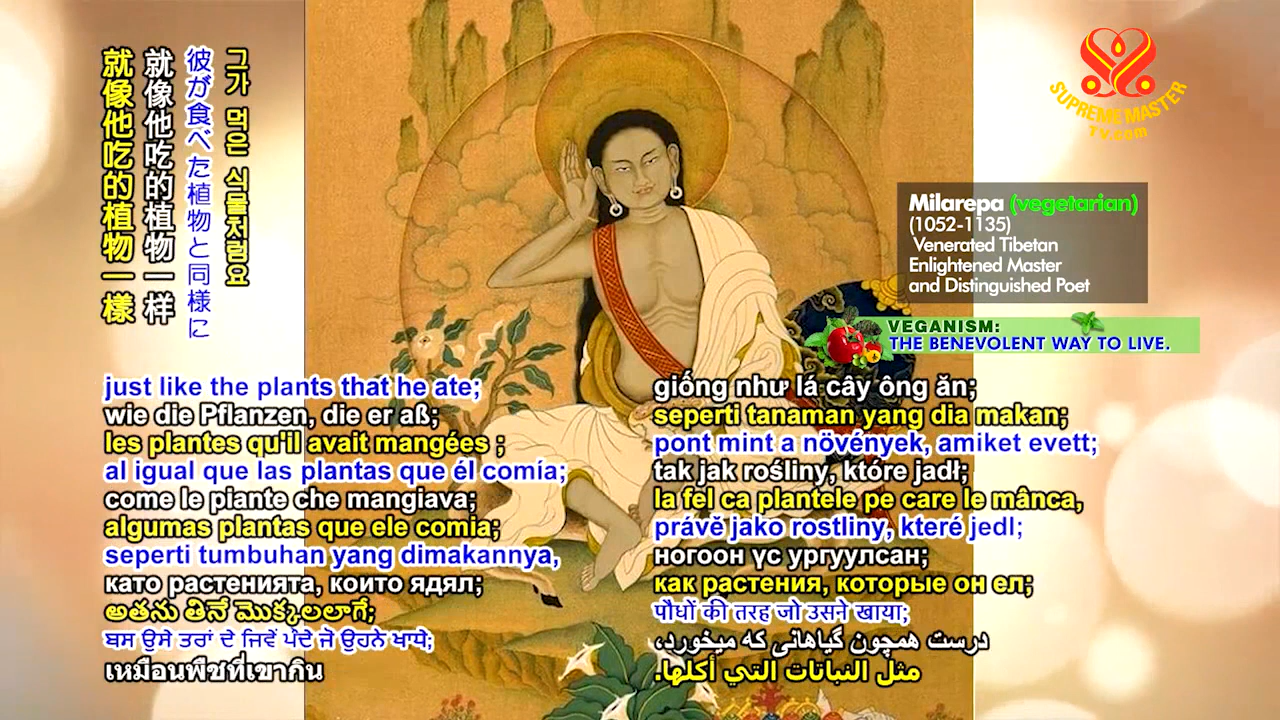 就像他吃的植物一樣
就像他吃的植物一样
彼が食べた植物と同様に
그가 먹은 식물처럼요
SUPREME MASTER
TV.com
Milarepa (vegetarian)
(1052-1135)
Venerated Tibetan
Enlightened Master
and Distinguished Poet
VEGANISM:
THE BENEVOLENT WAY TO LIVE.
just like the plants that he ate;
wie die Pflanzen, die er aß;
les plantes qu'il avait mangées ;
al igual que las plantas que él comía;
come le piante che mangiava;
algumas plantas que ele comia;
seperti tumbuhan yang dimakannya,
като растенията, които ядял;
అతను తినే మొక్కలలాగే;
ਬਸ ਉਸੇ ਤਰਾਂ ਦੇ ਜਿਵੇਂ ਪੌਦੇ ਜੋ ਉਹਨੇ ਖਾਧੇ;
เหมือนพืชที่เขากิน
giống như lá cây ông ăn;
seperti tanaman yang dia makan;
pont mint a növények, amiket evett;
tak jak rośliny, które jadł;
la fel ca plantele pe care le mânca,
právě jako rostliny, které jedl;
ногоон үс ургуулсан;
как растения, которые он ел;
पौधों की तरह जो उसने खाया;
درست همچون گیاهانی که میخورد،
مثل النباتات التي أكلها.